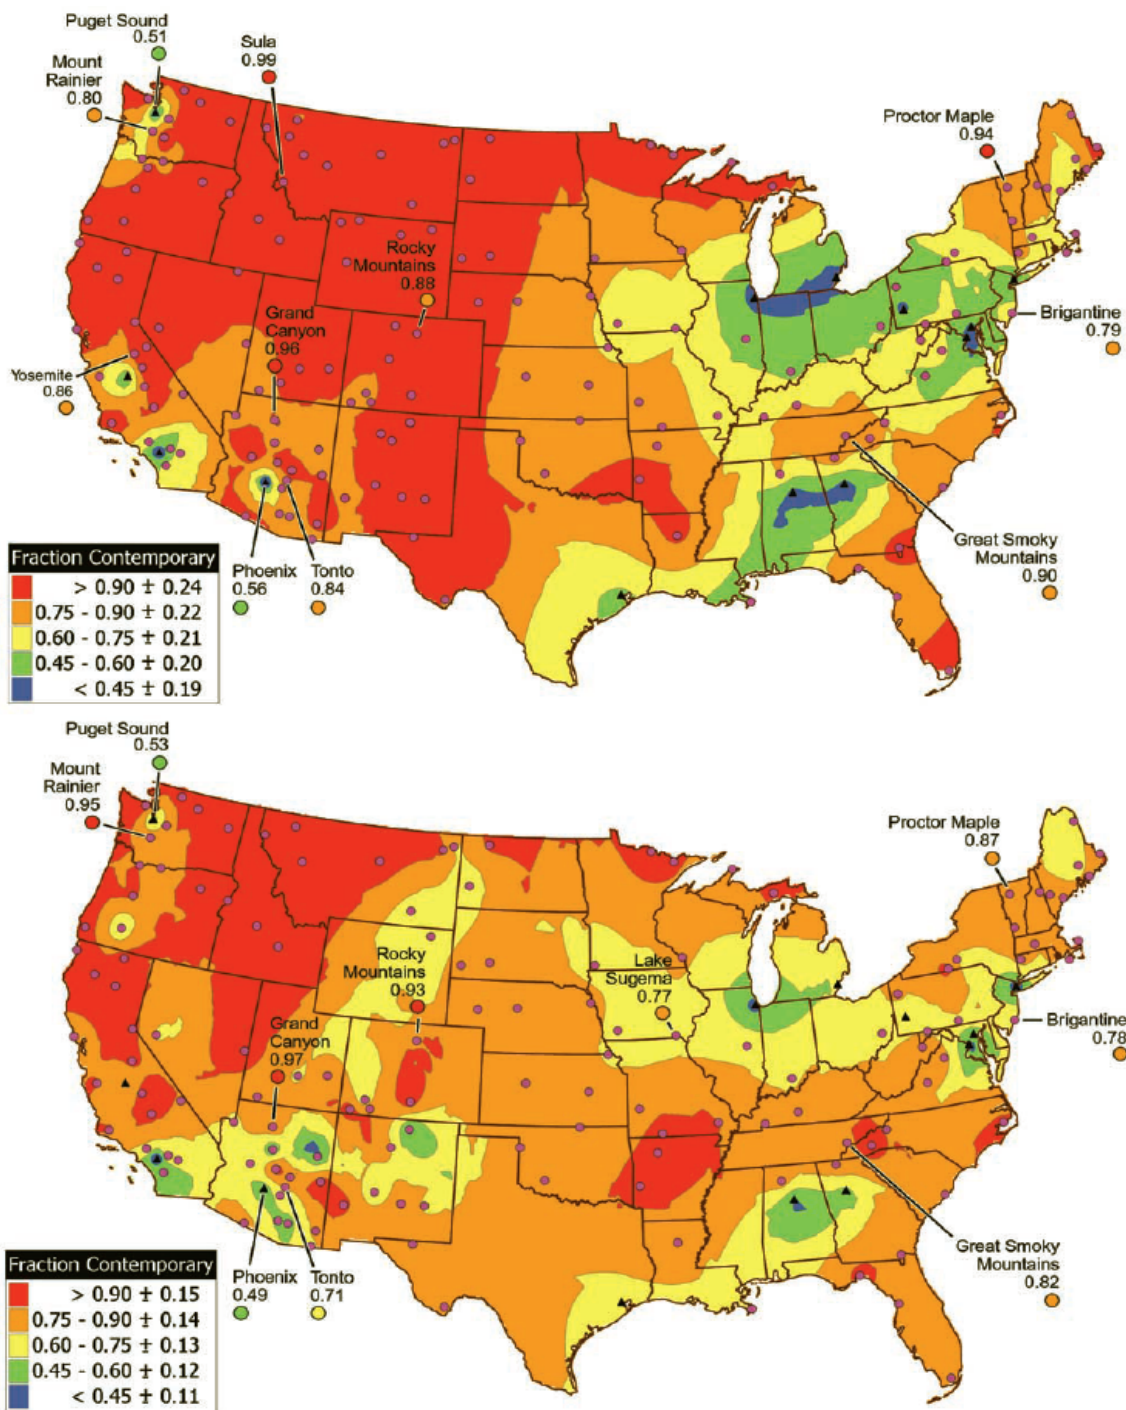 Puget Sound
0.51
Sula
0.99
Mount
Rainier
0.80
Proctor Maple
0.94
Rocky
Mountains
0.88
Grand
Canyon
0.96
Brigantine
0.79
Yosemite
0.86
Great Smoky
Mountains
0.90
Phoenix
0.56
Tonto
0.84
Fraction Contemporary
> 0.90 ± 0.24
0.75 - 0.90 ± 0.22
0.60 - 0.75 ± 0.21
0.45 - 0.60 ± 0.20
< 0.45 ± 0.19
Puget Sound
0.53
Mount
Rainier
0.95
Proctor Maple
0.87
Rocky
Mountains
0.93
Lake
Sugema
0.77
Grand
Canyon
0.97
Brigantine
0.78
Great Smoky
Mountains
0.82
Phoenix
0.49
Tonto
0.71
Fraction Contemporary
> 0.90 ± 0.15
0.75 - 0.90 ± 0.14
0.60 - 0.75 ± 0.13
0.45 - 0.60 ± 0.12
< 0.45 ± 0.11